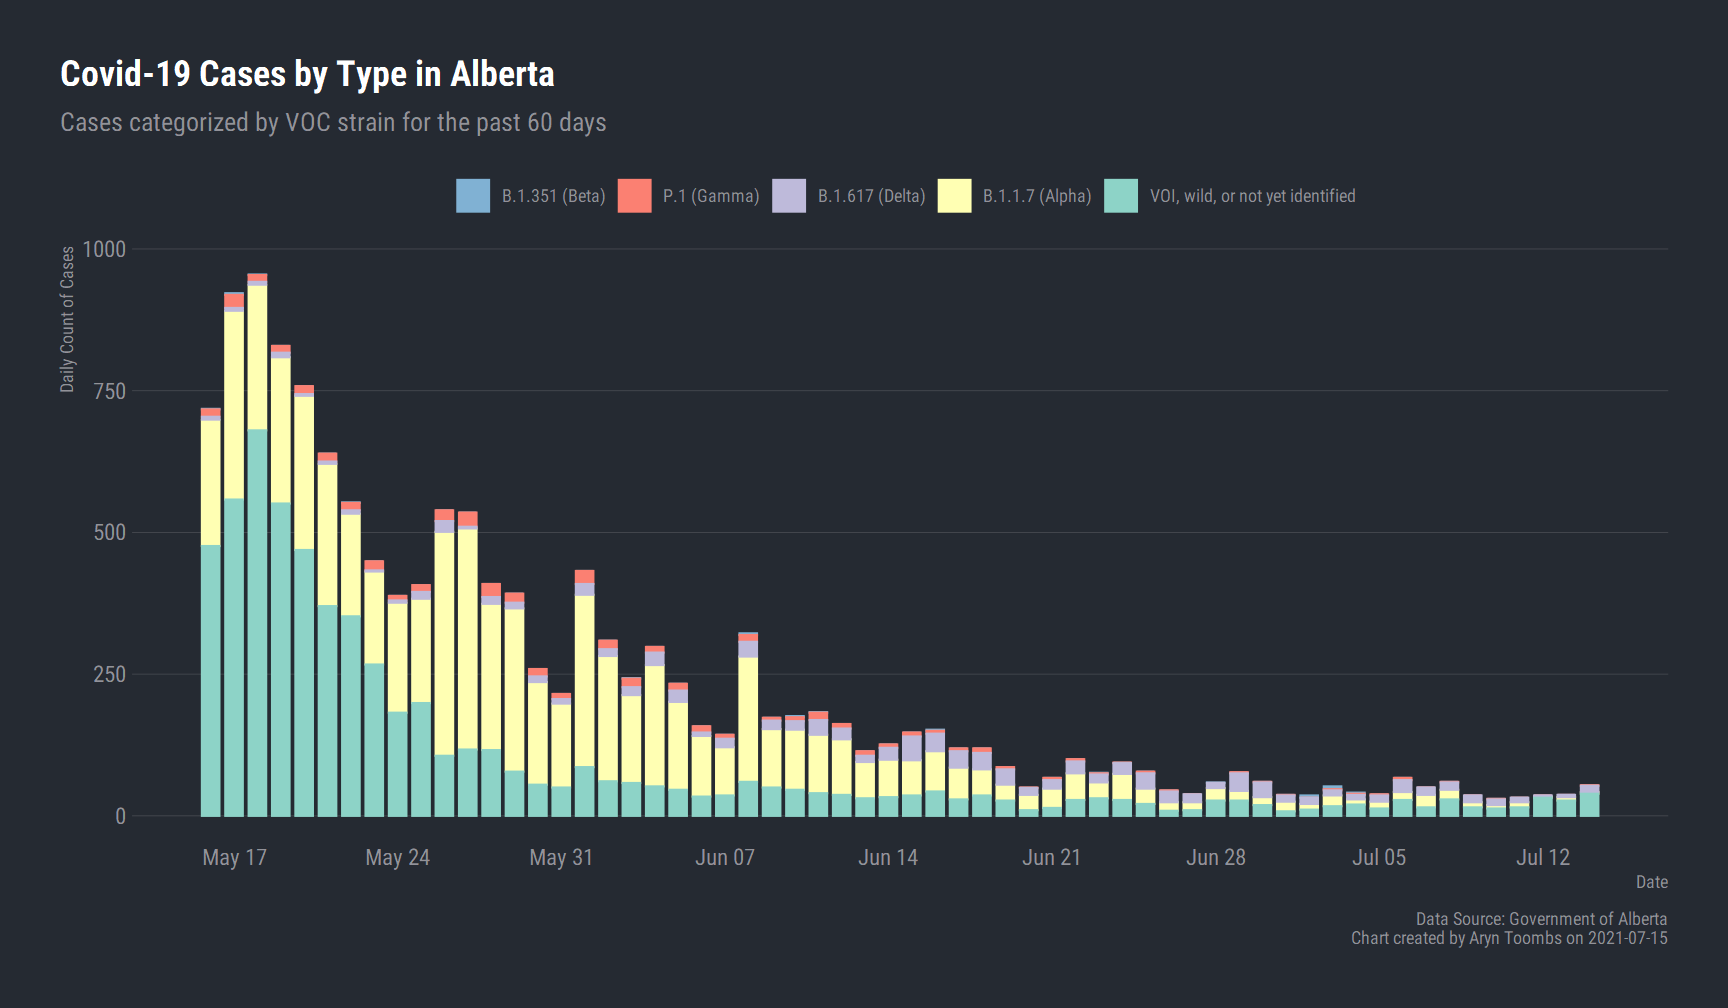 Covid-19 Cases by Type in Alberta
Cases categorized by VOC strain for the past 60 days
B.1.351 (Beta) P.1 (Gamma) B.1.617 (Delta) B.1.1.7 (Alpha) VOI, wild, or not yet identified
Daily Count of Cases
1000
750
500
250
0
May 17 May 24 May 31 Jun 07 Jun 14 Jun 21 Jun 28 Jul 05 Jul 12
Date
Data Source: Government of Alberta
Chart created by Aryn Toombs on 2021-07-15